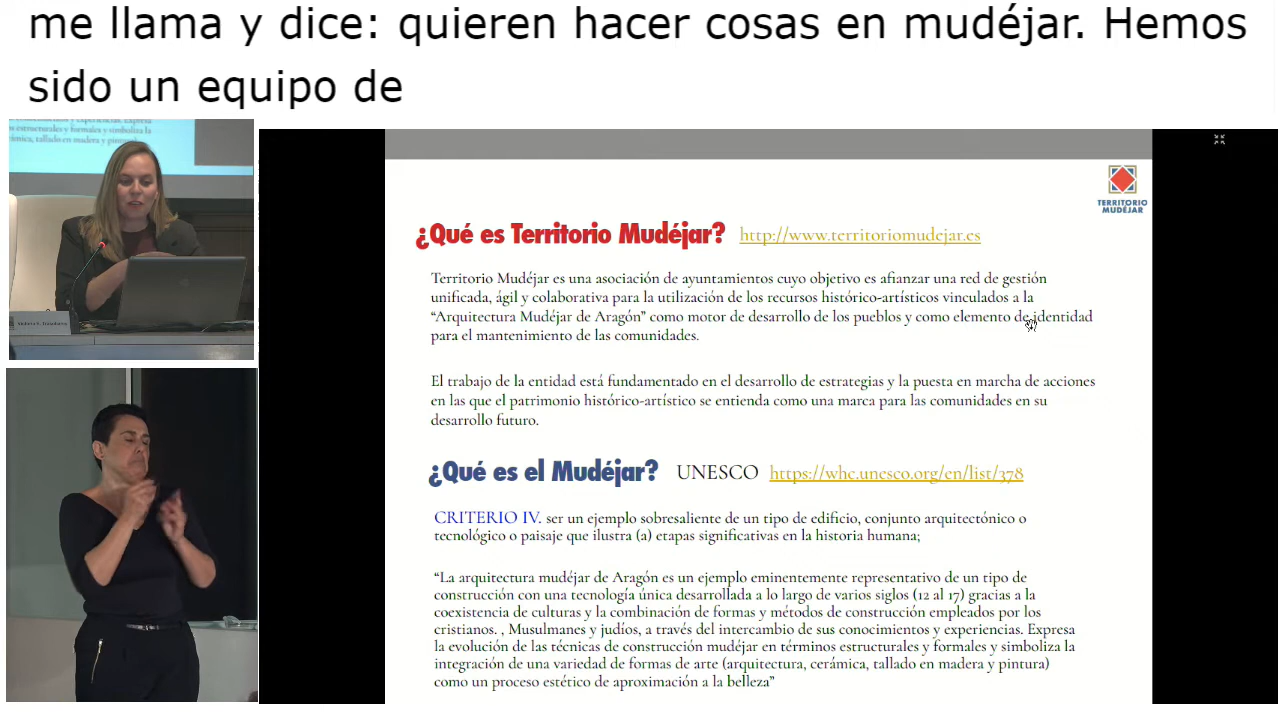 me llama y dice: quieren hacer cosas en mudéjar. Hemos
sido un equipo de
TERRITORIO
MUDÉJAR
¿Qué es Territorio Mudéjar? http://www.territoriomudejar.es
Territorio Mudéjar es una asociación de ayuntamientos cuyo objetivo es afianzar una red de gestión
unificada, ágil y colaborativa para la utilización de los recursos histórico-artísticos vinculados a la
“Arquitectura Mudéjar de Aragón” como motor de desarrollo de los pueblos y como elemento de identidad
para el mantenimiento de las comunidades.
El trabajo de la entidad está fundamentado en el desarrollo de estrategias y la puesta en marcha de acciones
en las que el patrimonio histórico-artístico se entienda como una marca para las comunidades en su
desarrollo futuro.
¿Qué es el Mudéjar? UNESCO https://whc.unesco.org/en/list/378
CRITERIO IV. ser un ejemplo sobresaliente de un tipo de edificio, conjunto arquitectónico o
tecnológico o paisaje que ilustra (a) etapas significativas en la historia humana;
“La arquitectura mudéjar de Aragón es un ejemplo eminentemente representativo de un tipo de
construcción con una tecnología única desarrollada a lo largo de varios siglos (12 al 17) gracias a la
coexistencia de culturas y la combinación de formas y métodos de construcción empleados por los
cristianos. , Musulmanes y judíos, a través del intercambio de sus conocimientos y experiencias. Expresa
la evolución de las técnicas de construcción mudéjar en términos estructurales y formales y simboliza la
integración de una variedad de formas de arte (arquitectura, cerámica, tallado en madera y pintura)
como un proceso estético de aproximación a la belleza”